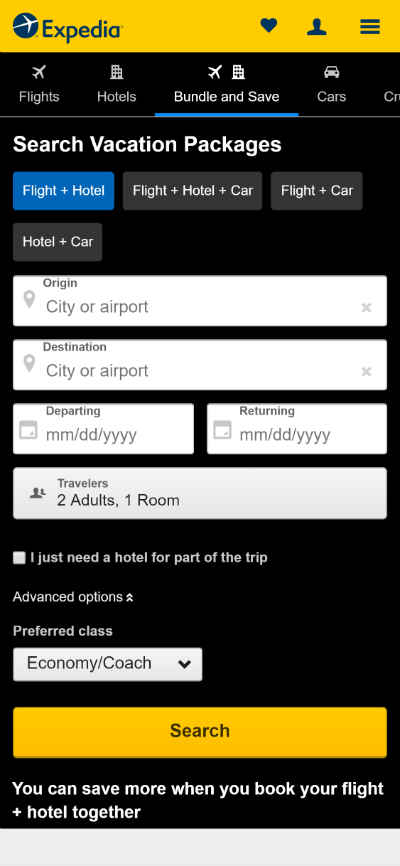 Expedia
Flights
Hotels
Bundle and Save
Cars
Cr
Search Vacation Packages
Flight + Hotel
Flight + Hotel + Car
Flight + Car
Hotel + Car
Origin
City or airport
Destination
City or airport
Departing
mm/dd/yyyy
Returning
mm/dd/yyyy
Travelers
2 Adults, 1 Room
I just need a hotel for part of the trip
Advanced options
Preferred class
Economy/Coach
Search
You can save more when you book your flight
+ hotel together